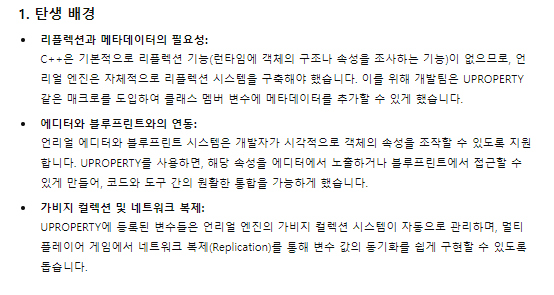 1. 탄생 배경
• 리플렉션과 메타데이터의 필요성:
C++은 기본적으로 리플렉션 기능(런타임에 객체의 구조나 속성을 조사하는 기능)이 없으므로, 언
리얼 엔진은 자체적으로 리플렉션 시스템을 구축해야 했습니다. 이를 위해 개발팀은 UPROPERTY
같은 매크로를 도입하여 클래스 멤버 변수에 메타데이터를 추가할 수 있게 했습니다.
• 에디터와 블루프린트와의 연동:
언리얼 에디터와 블루프린트 시스템은 개발자가 시각적으로 객체의 속성을 조작할 수 있도록 지원
합니다. UPROPERTY를 사용하면, 해당 속성을 에디터에서 노출하거나 블루프린트에서 접근할 수
있게 만들어, 코드와 도구 간의 원활한 통합을 가능하게 했습니다.
• 가비지 컬렉션 및 네트워크 복제:
UPROPERTY에 등록된 변수들은 언리얼 엔진의 가비지 컬렉션 시스템이 자동으로 관리하며, 멀티
플레이어 게임에서 네트워크 복제(Replication)를 통해 변수 값의 동기화를 쉽게 구현할 수 있도록
돕습니다.